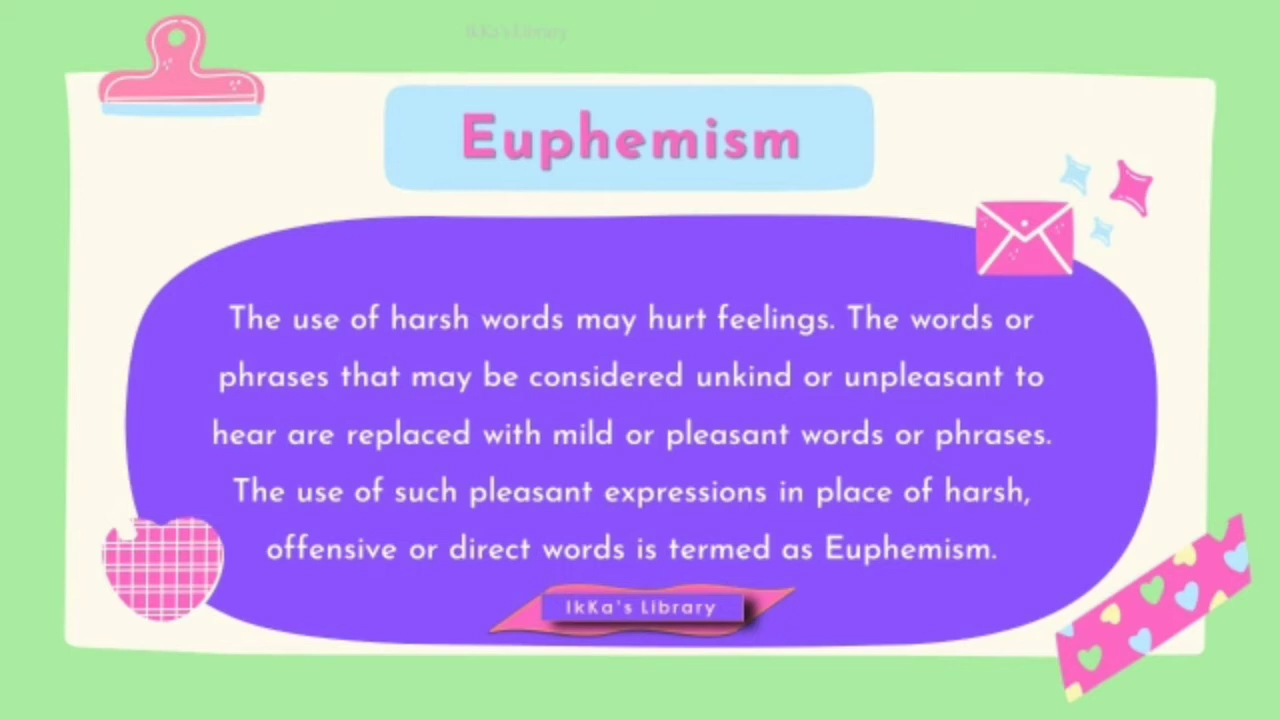 IkKa's Library
Euphemism
The use of harsh words may hurt feelings. The words or
phrases that may be considered unkind or unpleasant to
hear are replaced with mild or pleasant words or phrases.
The use of such pleasant expressions in place of harsh,
offensive or direct words is termed as Euphemism.
IkKa's Library